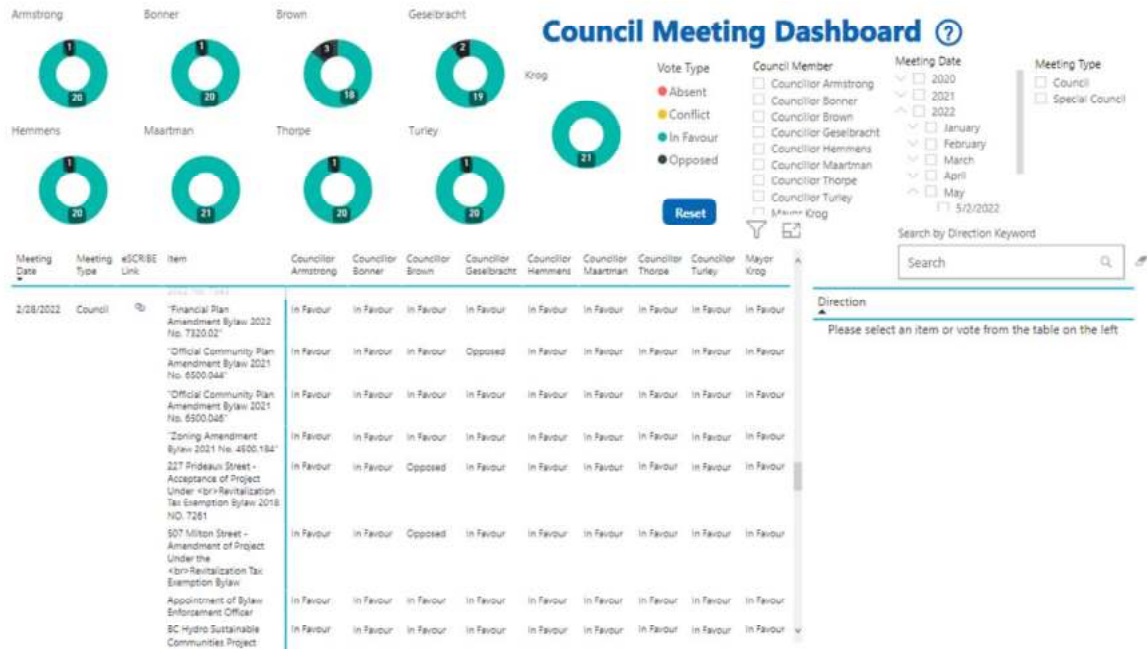 Armstrong
Bonner
Brown
Geselbracht
Council Meeting Dashboard ?
1
20
1
20
3
18
2
19
Krog
21
Vote Type
Absent
Conflict
In Favour
Opposed
Reset
Council Member
Councillor Armstrong
Councillor Bonner
Councillor Brown
Councillor Geselbracht
Councillor Hemmens
Councillor Maartman
Councillor Thorpe
Councillor Turley
Mayor Krog
Meeting Date
2020
2021
2022
January
February
March
April
May
5/2/2022
Meeting Type
Council
Special Council
Hemmens
Maartman
Thorpe
Turley
1
20
21
1
20
1
20
Search by Direction Keyword
Search
Direction
Please select an item or vote from the table on the left
Meeting Date Meeting Type eSCRIBE Link Item Councillor Armstrong Councillor Bonner Councillor Brown Councillor Geselbracht Councillor Hemmens Councillor Maartman Councillor Thorpe Councillor Turley Mayor Krog
2/28/2022 Council "Financial Plan In Favour In Favour In Favour In Favour In Favour In Favour In Favour In Favour In Favour
Amendment Bylaw 2022
No. 7320.02"
"Official Community Plan In Favour In Favour In Favour Opposed In Favour In Favour In Favour In Favour In Favour
Amendment Bylaw 2021
No. 6500.044"
"Official Community Plan In Favour In Favour In Favour In Favour In Favour In Favour In Favour In Favour In Favour
Amendment Bylaw 2021
No. 6500.046"
"Zoning Amendment In Favour In Favour In Favour In Favour In Favour In Favour In Favour In Favour In Favour
Bylaw 2021 No. 4500.184"
227 Prideaux Street - In Favour In Favour Opposed In Favour In Favour In Favour In Favour In Favour In Favour
Acceptance of Project
Under <br>Revitalization
Tax Exemption Bylaw 2018
NO. 7261
507 Milton Street - In Favour In Favour Opposed In Favour In Favour In Favour In Favour In Favour In Favour
Amendment of Project
Under the
<br>Revitalization Tax
Exemption Bylaw
Appointment of Bylaw In Favour In Favour In Favour In Favour In Favour In Favour In Favour In Favour In Favour
Enforcement Officer
BC Hydro Sustainable In Favour In Favour In Favour In Favour In Favour In Favour In Favour In Favour In Favour
Communities Project